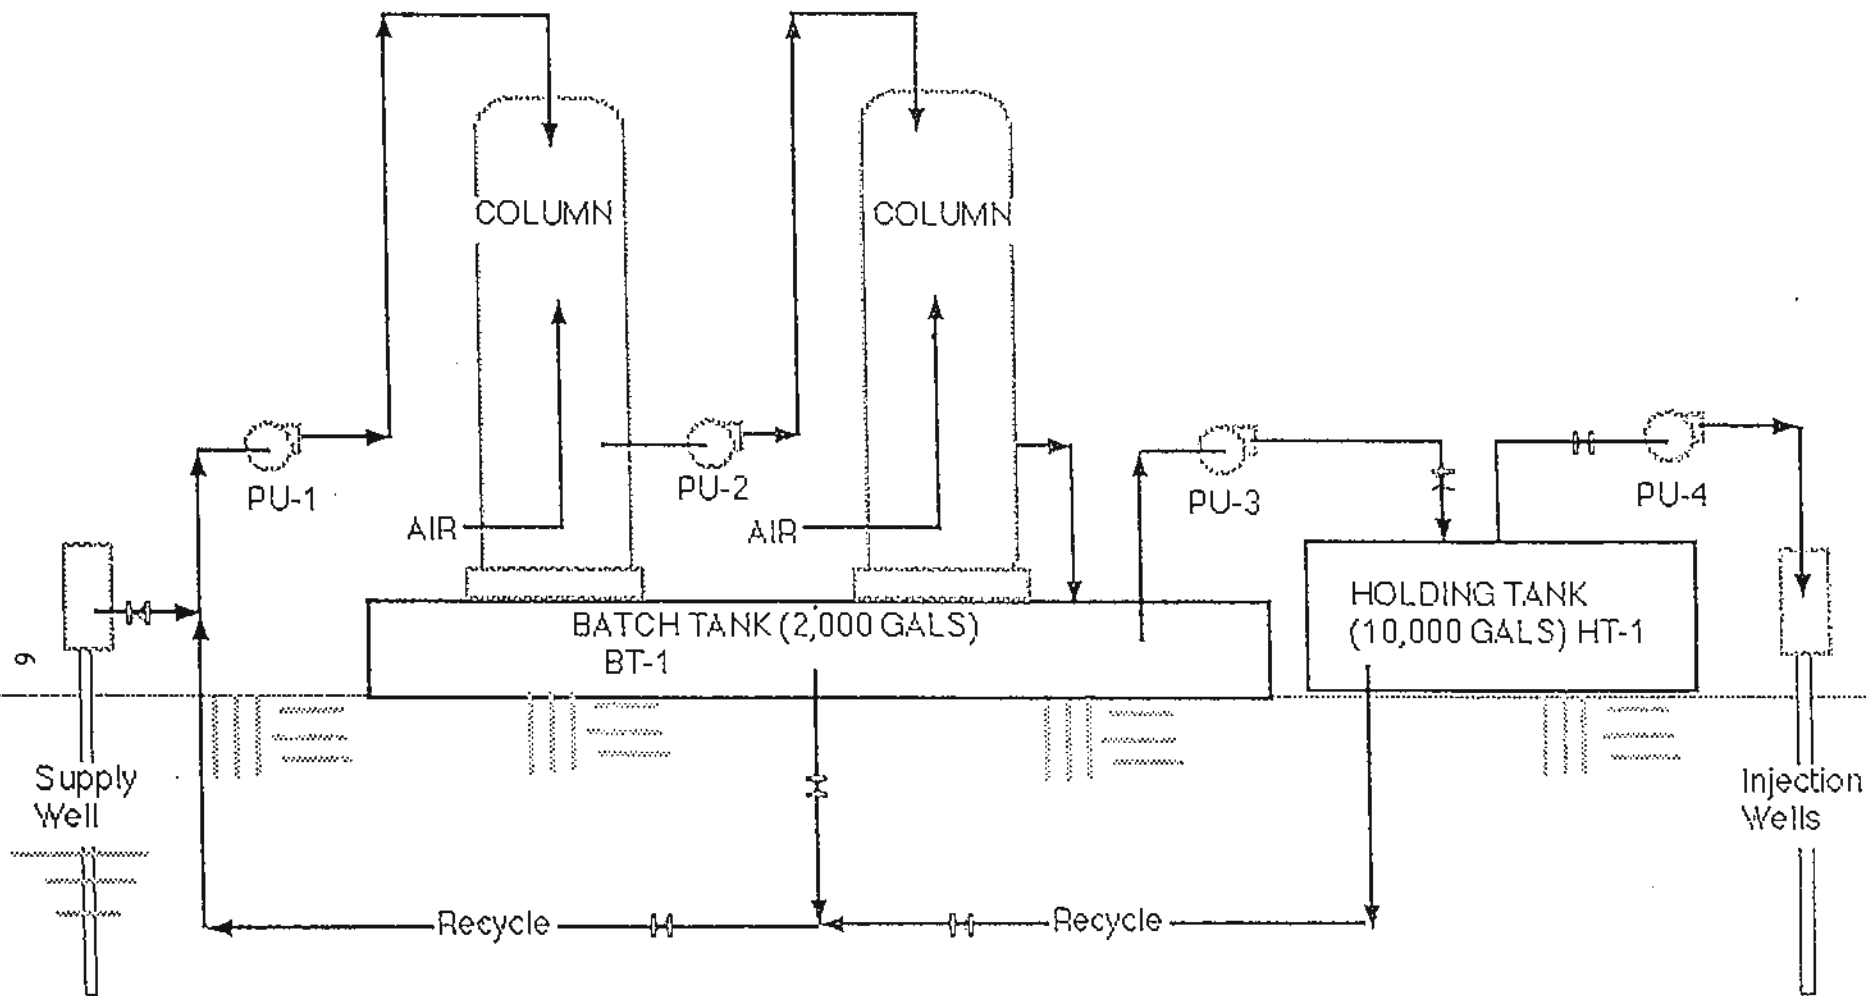 COLUMN
COLUMN
PU-1
PU-2
PU-3
PU-4
AIR
AIR
BATCH TANK (2,000 GALS)
BT-1
HOLDING TANK
(10,000 GALS) HT-1
9
Supply
Well
Injection
Wells
Recycle
Recycle